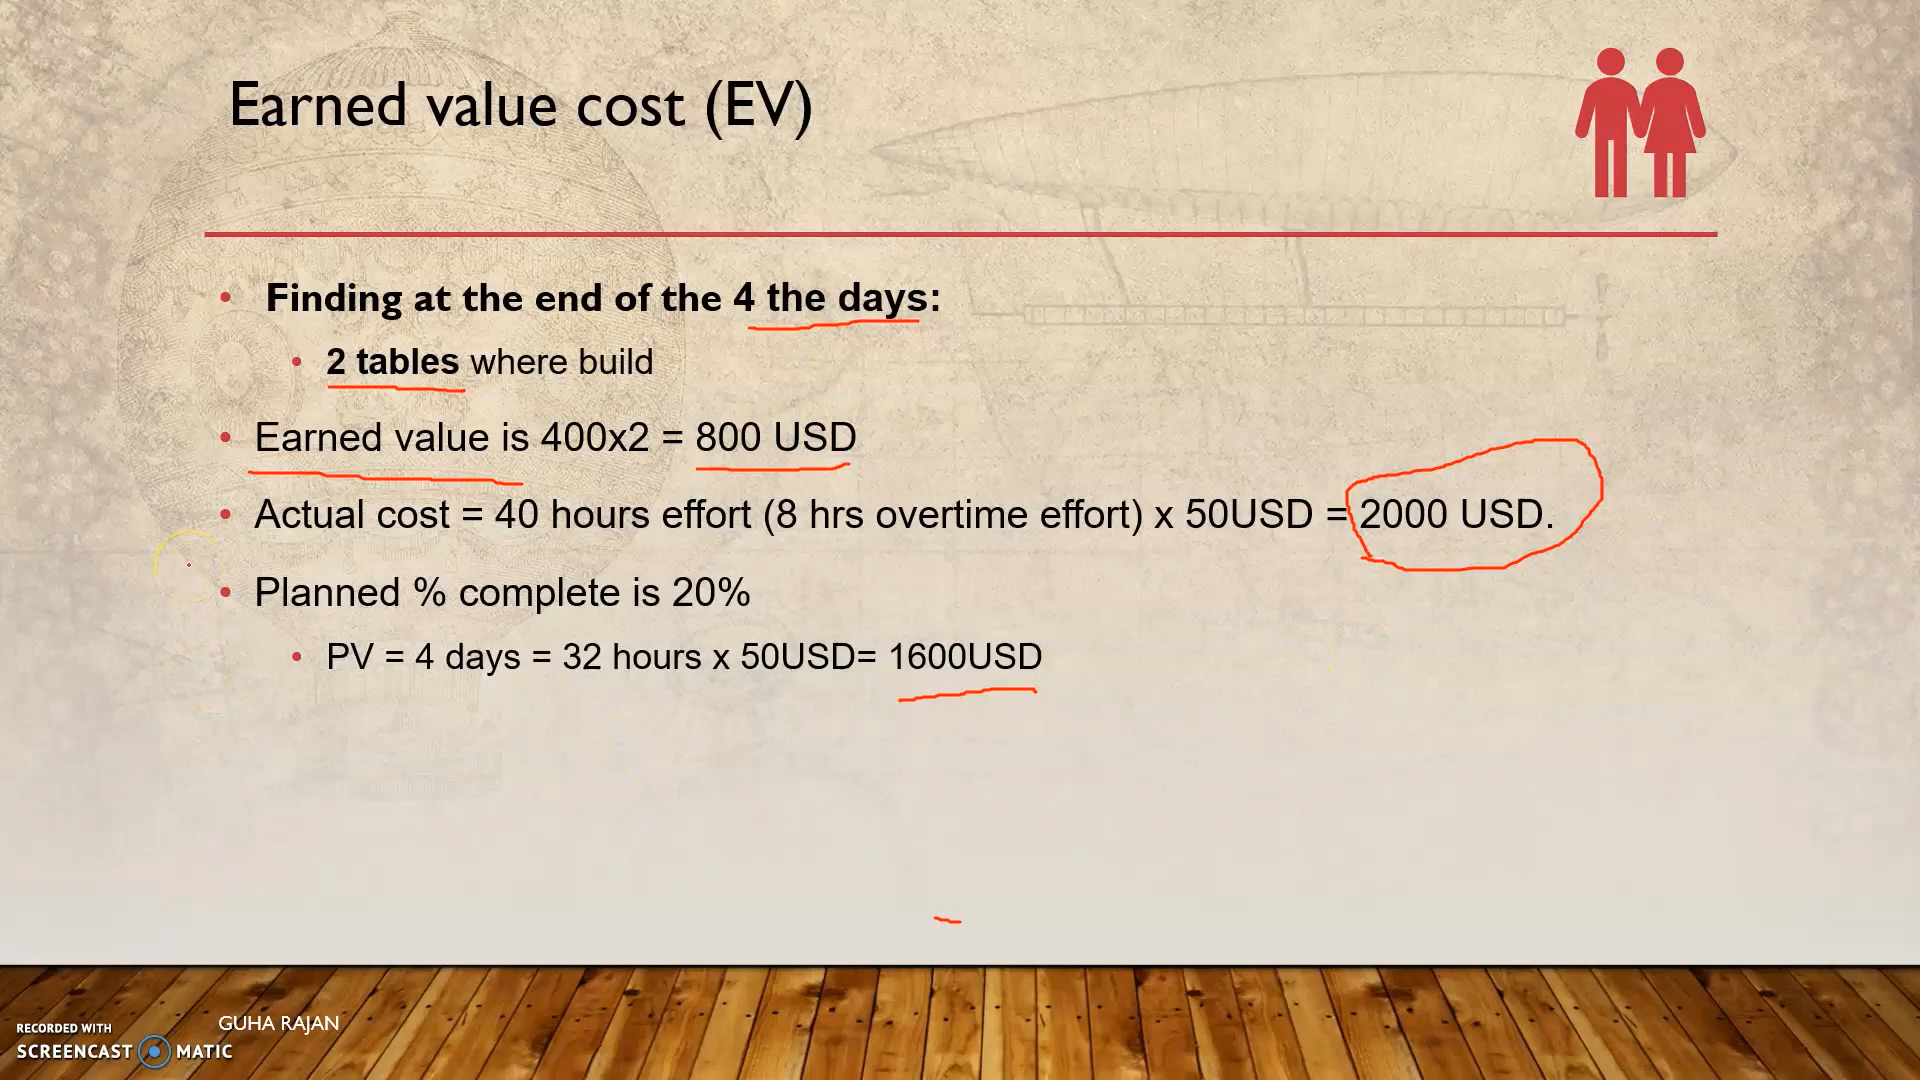 Earned value cost (EV)
Finding at the end of the 4 the days:
2 tables where build
Earned value is 400x2 = 800 USD
Actual cost = 40 hours effort (8 hrs overtime effort) x 50USD = 2000 USD.
Planned % complete is 20%
PV = 4 days = 32 hours x 50USD= 1600USD
GUHA RAJAN
RECORDED WITH
SCREENCAST MATIC